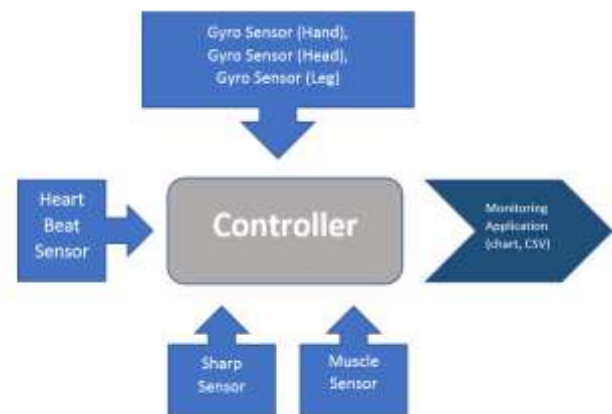 Gyro Sensor (Hand),
Gyro Sensor (Head),
Gyro Sensor (Leg)
Heart
Beat
Sensor
Controller
Monitoring
Application
(chart, CSV)
Sharp
Sensor
Muscle
Sensor